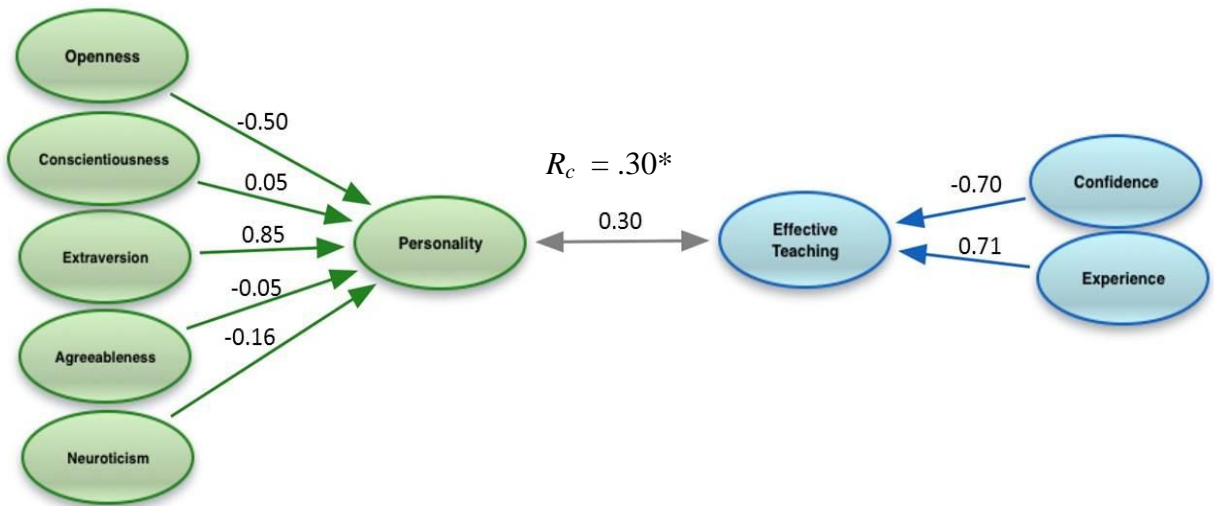 Openness
-0.50
Conscientiousness
0.05
Extraversion
0.85
Agreeableness
-0.05
Neuroticism
-0.16
Personality
R_c = .30*
0.30
Effective
Teaching
-0.70
Confidence
0.71
Experience